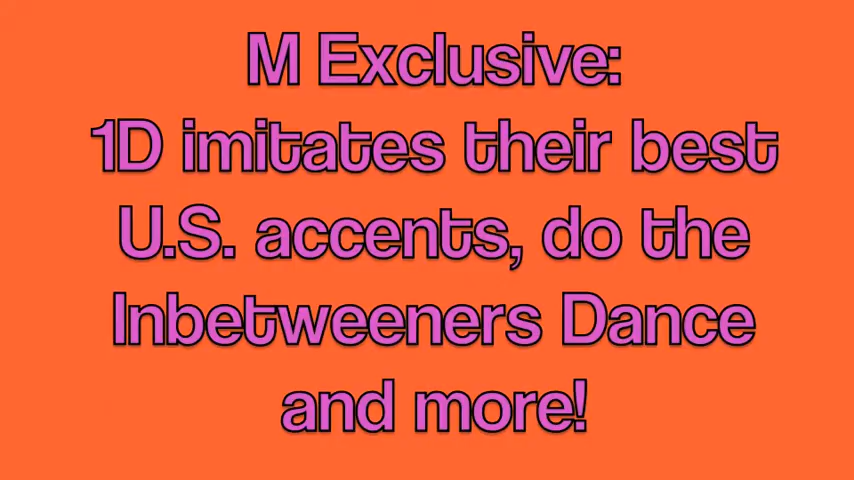 M Exclusive:
1D imitates their best
U.S. accents, do the
Inbetweeners Dance
and more!